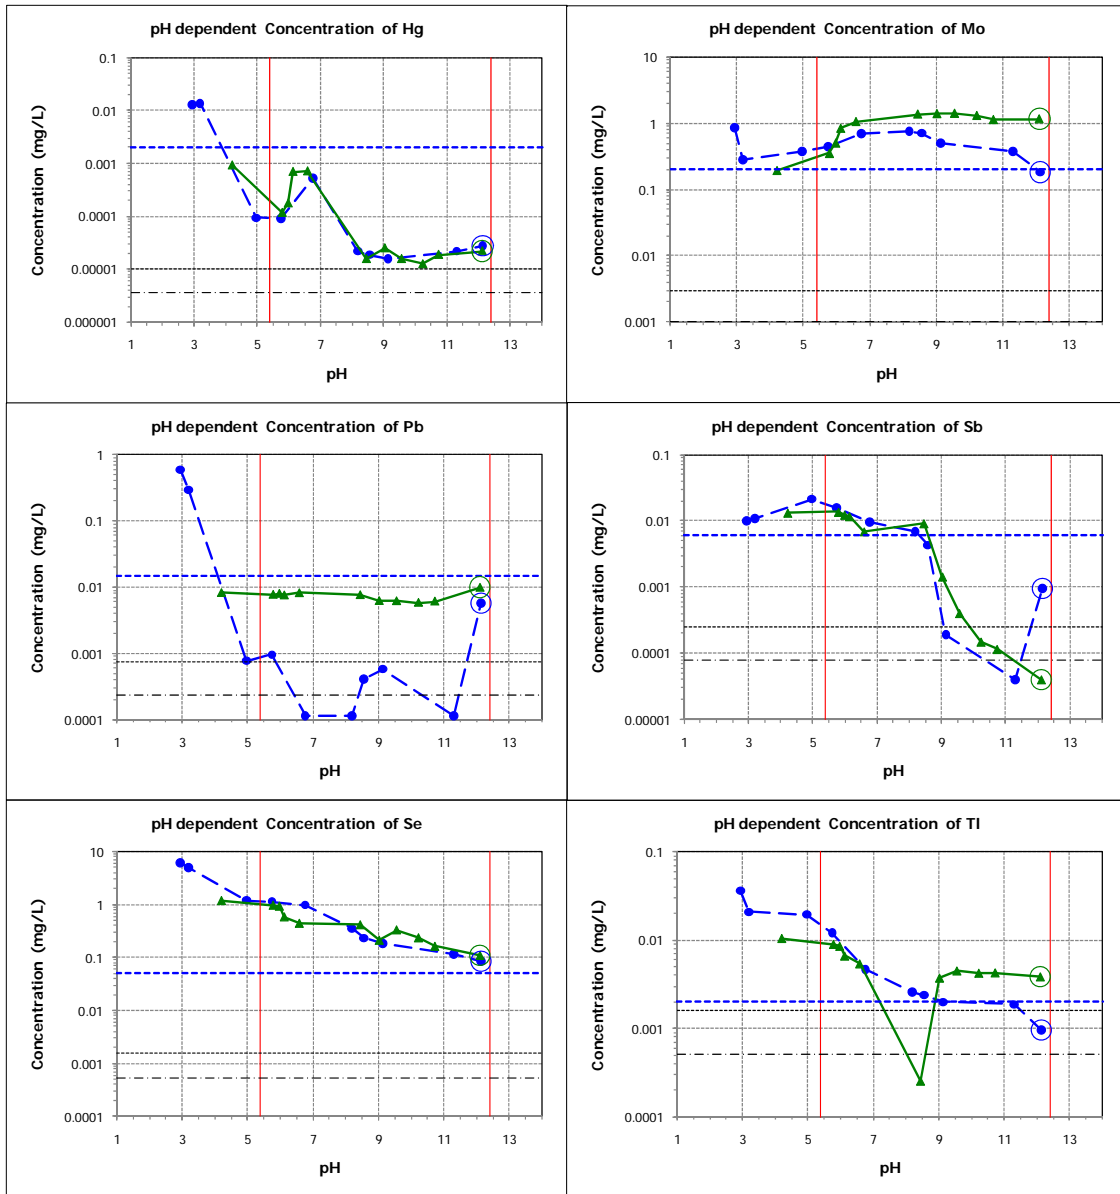 pH dependent Concentration of Hg
Concentration (mg/L)
0.1
0.01
0.001
0.0001
0.00001
0.000001
1 3 5 7 9 11 13
pH
pH dependent Concentration of Mo
Concentration (mg/L)
10
1
0.1
0.01
0.001
1 3 5 7 9 11 13
pH
pH dependent Concentration of Pb
Concentration (mg/L)
1
0.1
0.01
0.001
0.0001
1 3 5 7 9 11 13
pH
pH dependent Concentration of Sb
Concentration (mg/L)
0.1
0.01
0.001
0.0001
0.00001
1 3 5 7 9 11 13
pH
pH dependent Concentration of Se
Concentration (mg/L)
10
1
0.1
0.01
0.001
0.0001
1 3 5 7 9 11 13
pH
pH dependent Concentration of Tl
Concentration (mg/L)
0.1
0.01
0.001
0.0001
1 3 5 7 9 11 13
pH